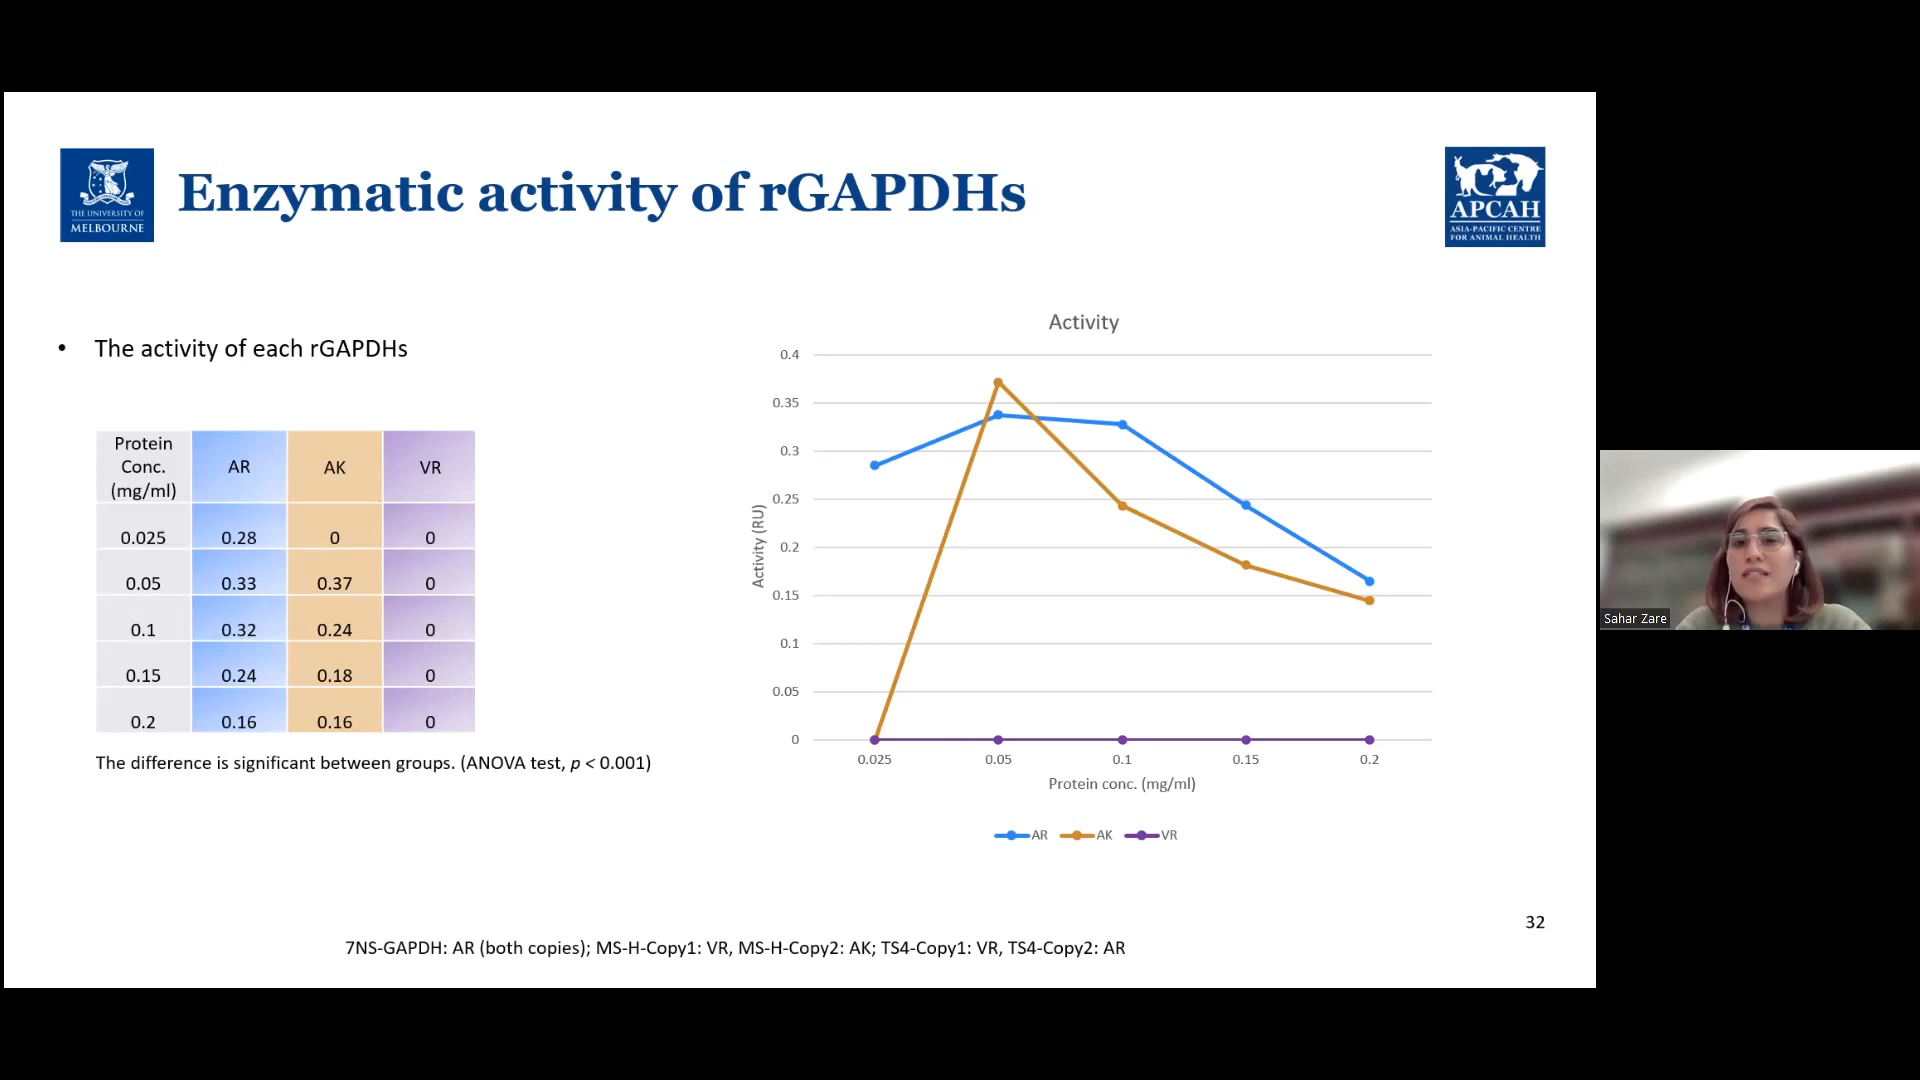 THE UNIVERSITY OF
MELBOURNE
Enzymatic activity of rGAPDHs
APCAH
ASIA-PACIFIC CENTRE
FOR ANIMAL HEALTH
• The activity of each rGAPDHs
Protein Conc. (mg/ml) AR AK VR
0.025 0.28 0 0
0.05 0.33 0.37 0
0.1 0.32 0.24 0
0.15 0.24 0.18 0
0.2 0.16 0.16 0
The difference is significant between groups. (ANOVA test, p < 0.001)
Activity
0.4
0.35
0.3
0.25
0.2
0.15
0.1
0.05
0
Activity (RU)
0.025 0.05 0.1 0.15 0.2
Protein conc. (mg/ml)
AR AK VR
Sahar Zare
32
7NS-GAPDH: AR (both copies); MS-H-Copy1: VR, MS-H-Copy2: AK; TS4-Copy1: VR, TS4-Copy2: AR